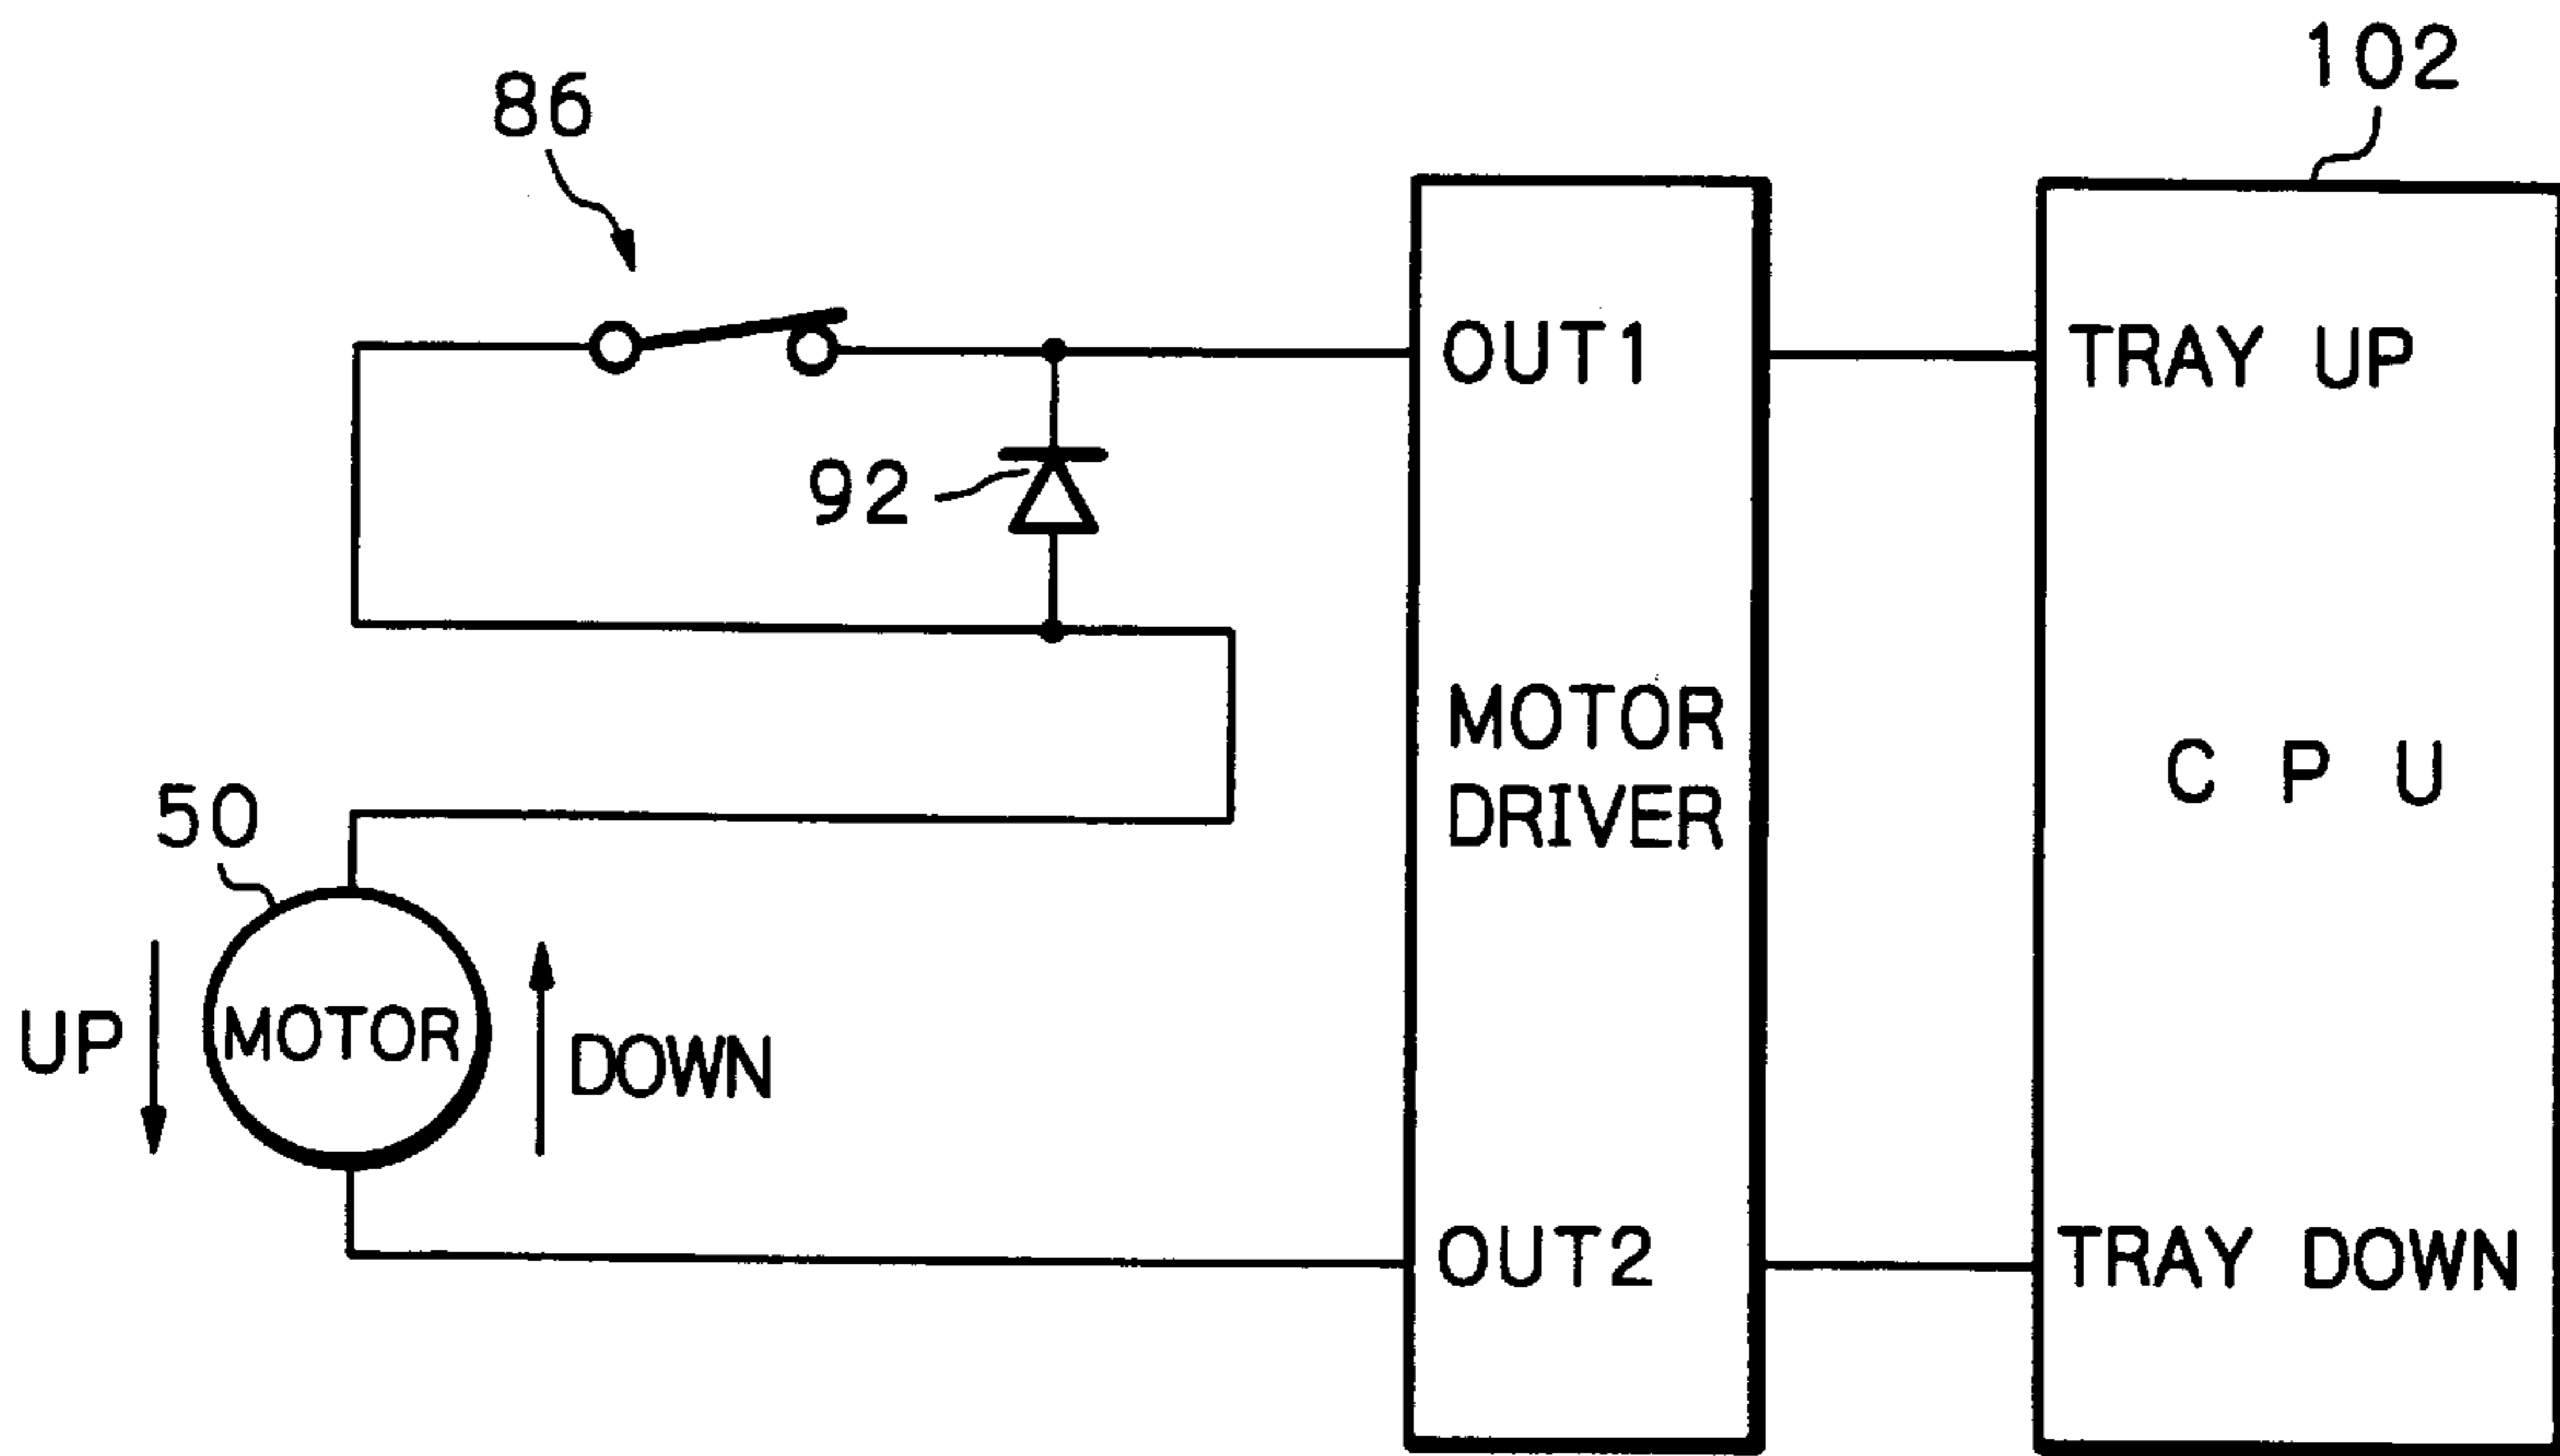 102
86
OUT1
TRAY UP
92
MOTOR
DRIVER
C P U
50
UP
MOTOR
DOWN
OUT2
TRAY DOWN